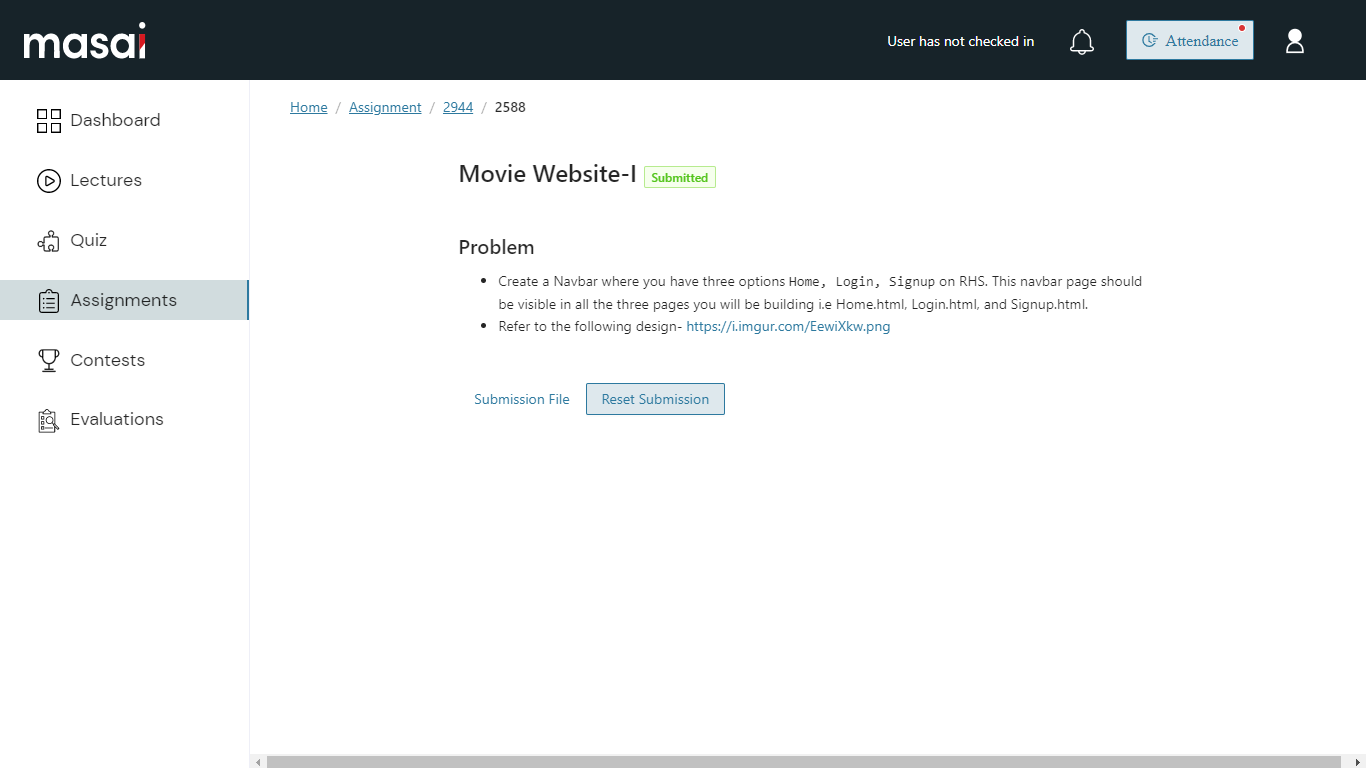 masai
User has not checked in
Attendance
Dashboard
Lectures
Quiz
Assignments
Contests
Evaluations
Home / Assignment / 2944 / 2588
Movie Website-I Submitted
Problem
Create a Navbar where you have three options Home, Login, Signup on RHS. This navbar page should
be visible in all the three pages you will be building i.e Home.html, Login.html, and Signup.html.
Refer to the following design- https://i.imgur.com/EewiXkw.png
Submission File
Reset Submission